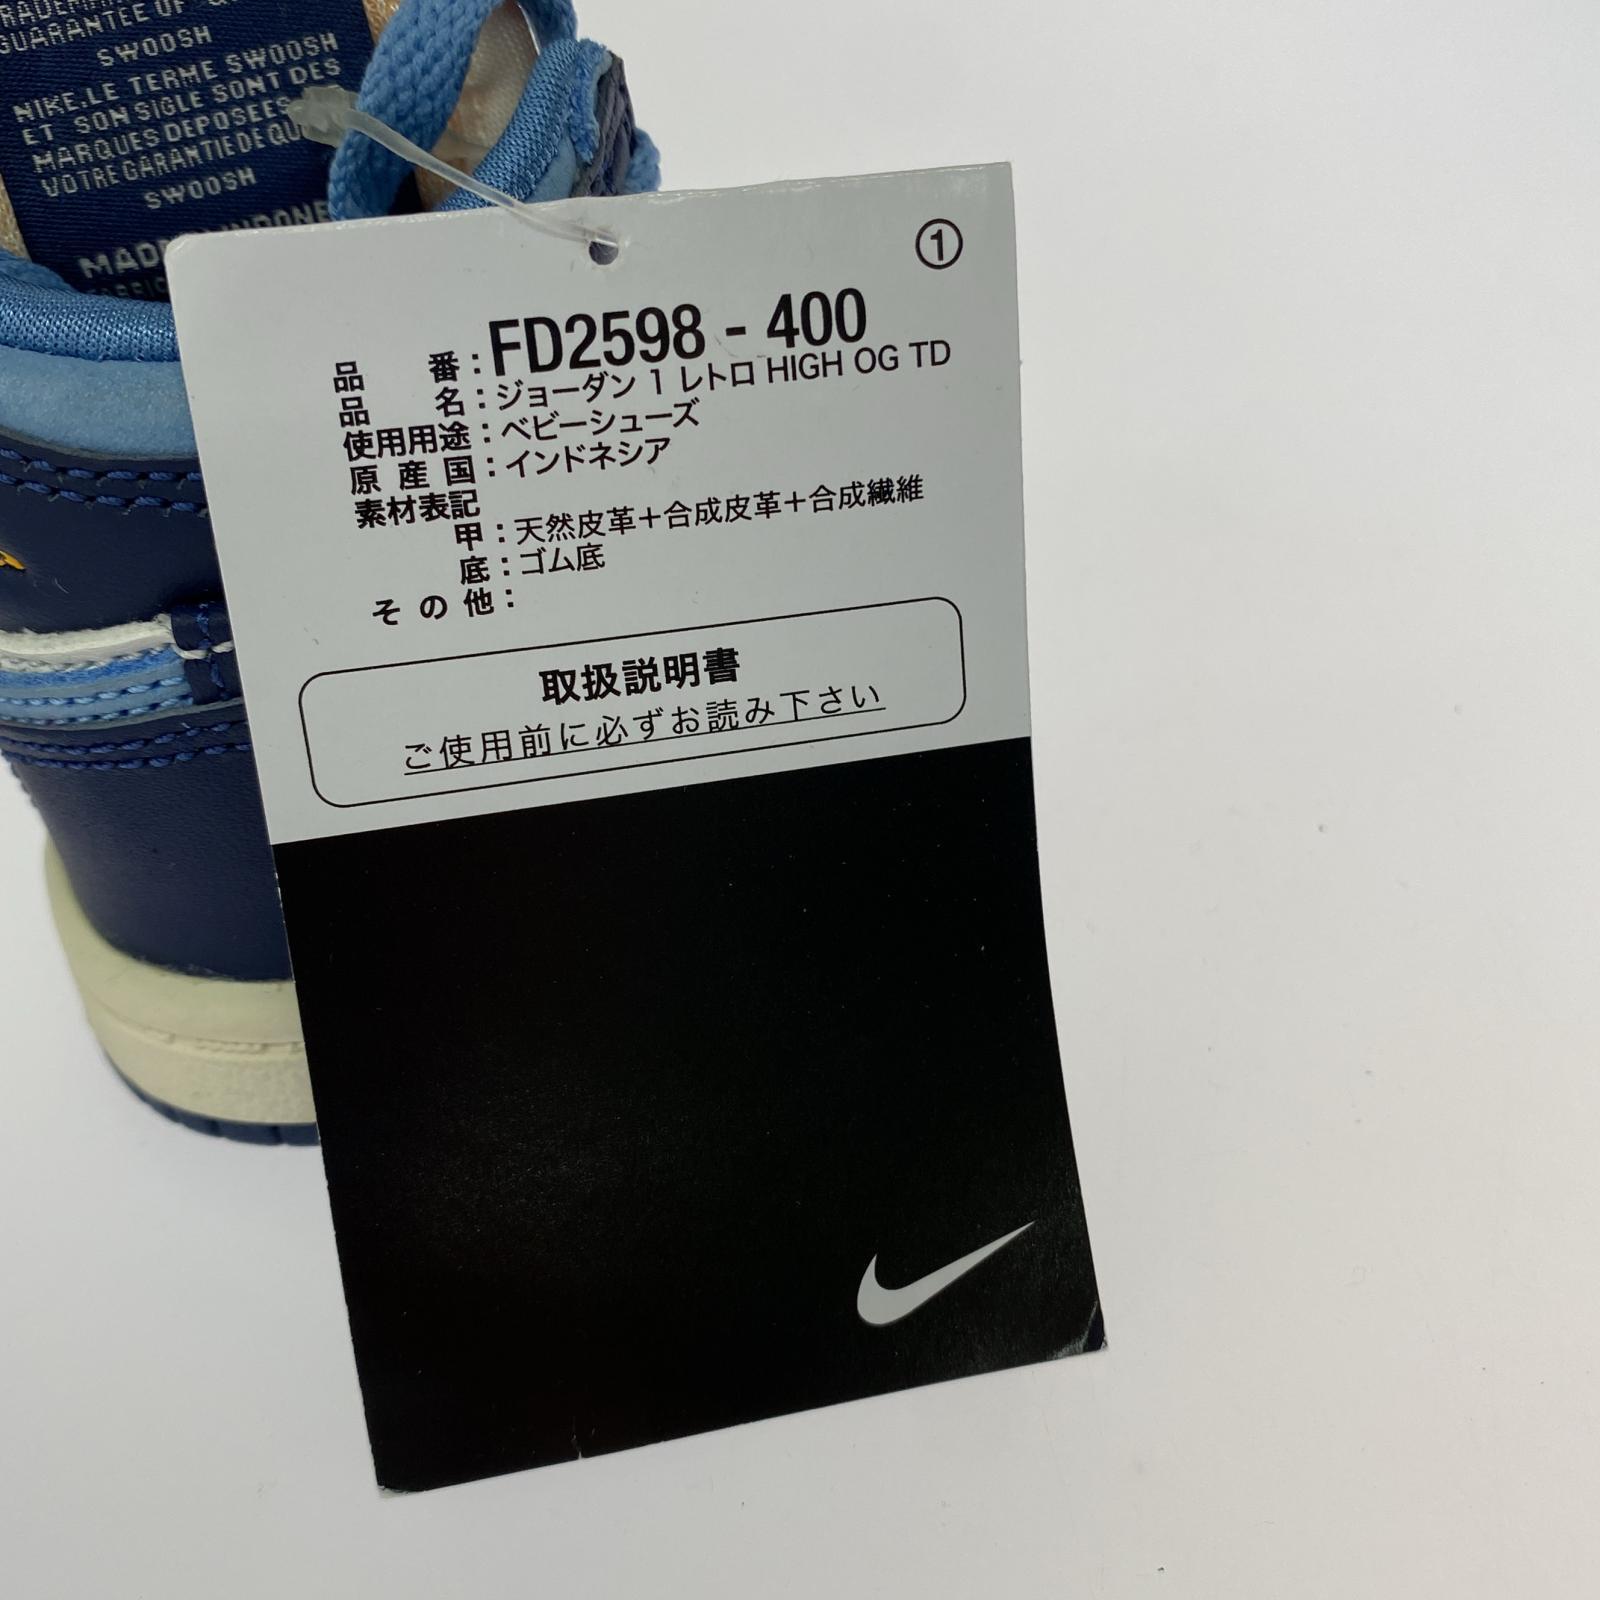 GUARANTEE OF
SWOOSH
NIKE.LE TERME SWOOSH
ET SON SIGLE SONT DES
MARQUES DEPOSEES
VOTRE GARANTIE DE
SWOOSH
①
品番:FD2598-400
品名:ジョーダン 1 レトロ HIGH OG TD
使用用途:ベビーシューズ
原産国:インドネシア
素材表記
甲:天然皮革+合成皮革+合成繊維
底:ゴム底
その他:
取扱説明書
ご使用前に必ずお読み下さい